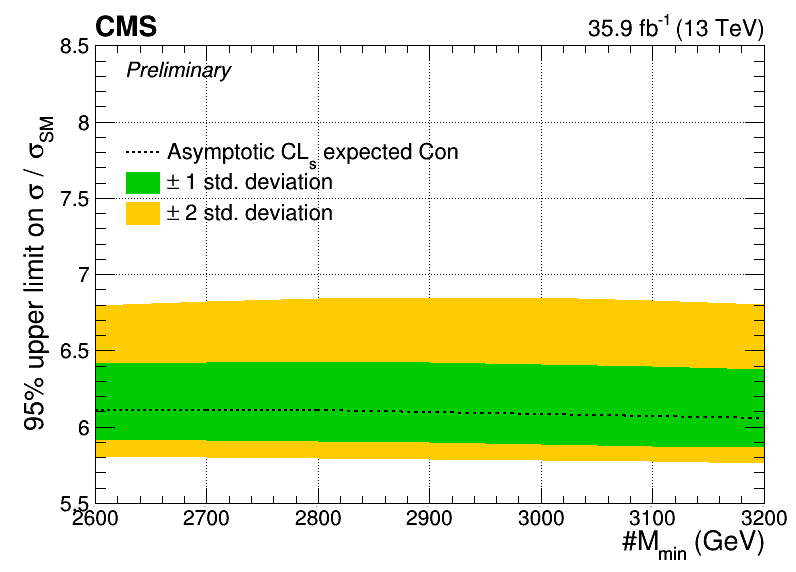 CMS
35.9 fb⁻¹ (13 TeV)
Preliminary
Asymptotic CLₛ expected Con
± 1 std. deviation
± 2 std. deviation
95% upper limit on σ / σ_SM
8.5
8
7.5
7
6.5
6
5.5
2600 2700 2800 2900 3000 3100 3200
#M_min (GeV)